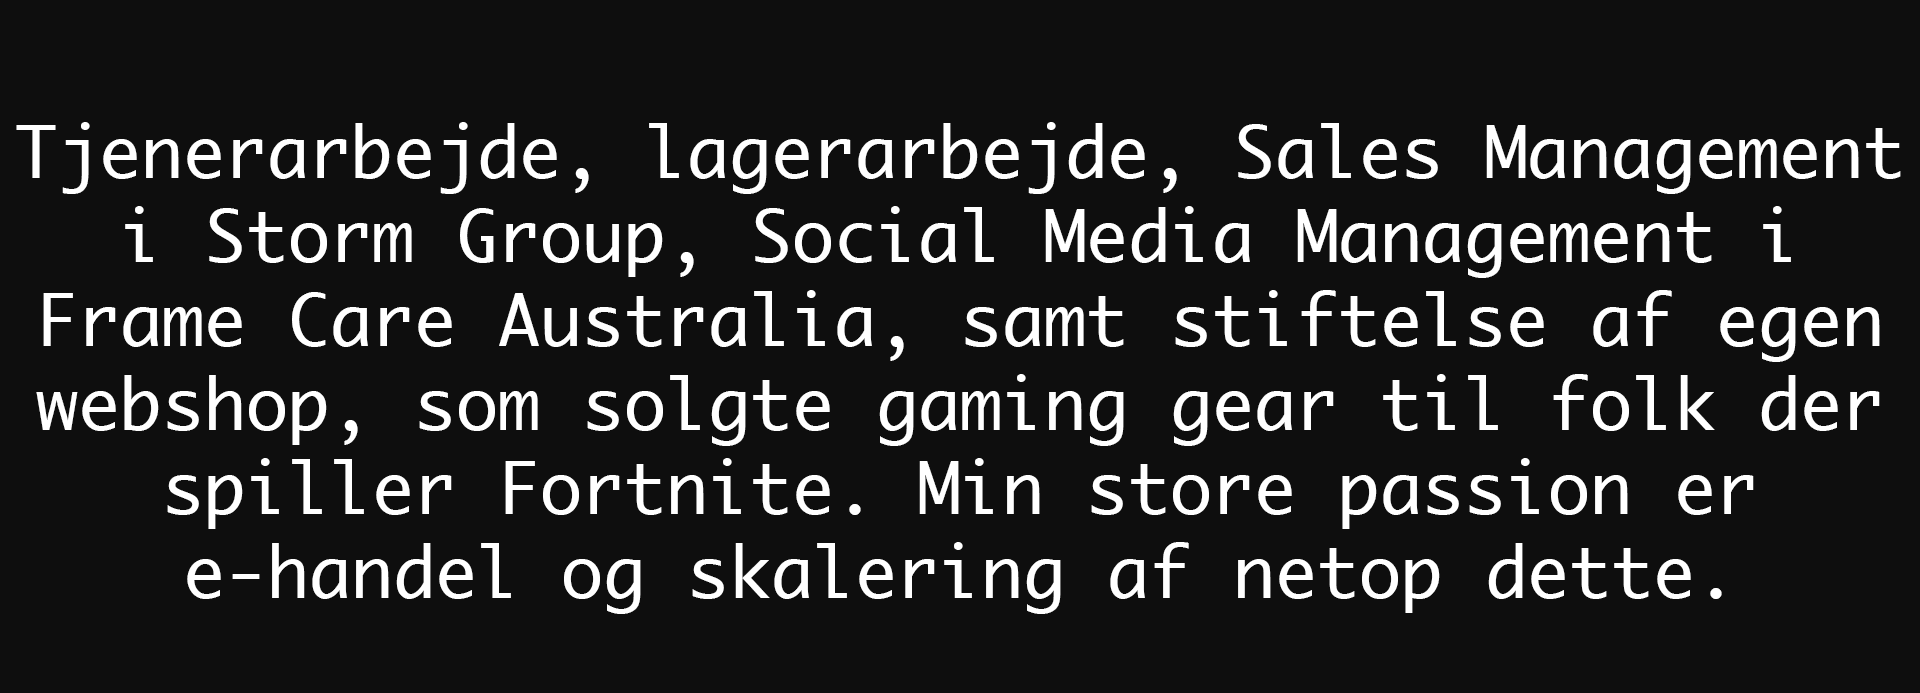 Tjenerarbejde, lagerarbejde, Sales Management
i Storm Group, Social Media Management i
Frame Care Australia, samt stiftelse af egen
webshop, som solgte gaming gear til folk der
spiller Fortnite. Min store passion er
e-handel og skalering af netop dette.